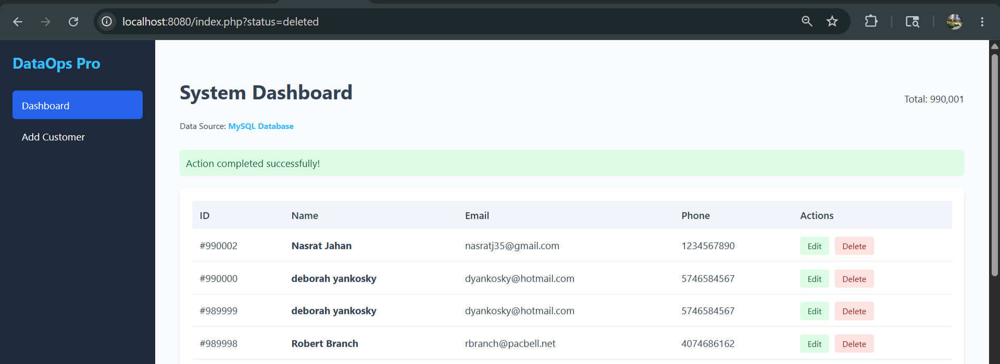 localhost:8080/index.php?status=deleted
DataOps Pro
Dashboard
Add Customer
System Dashboard
Total: 990,001
Data Source: MySQL Database
Action completed successfully!
ID Name Email Phone Actions
#990002 Nasrat Jahan nasratj35@gmail.com 1234567890 Edit Delete
#990000 deborah yankosky dyankosky@hotmail.com 5746584567 Edit Delete
#989999 deborah yankosky dyankosky@hotmail.com 5746584567 Edit Delete
#989998 Robert Branch rbranch@pacbell.net 4074686162 Edit Delete